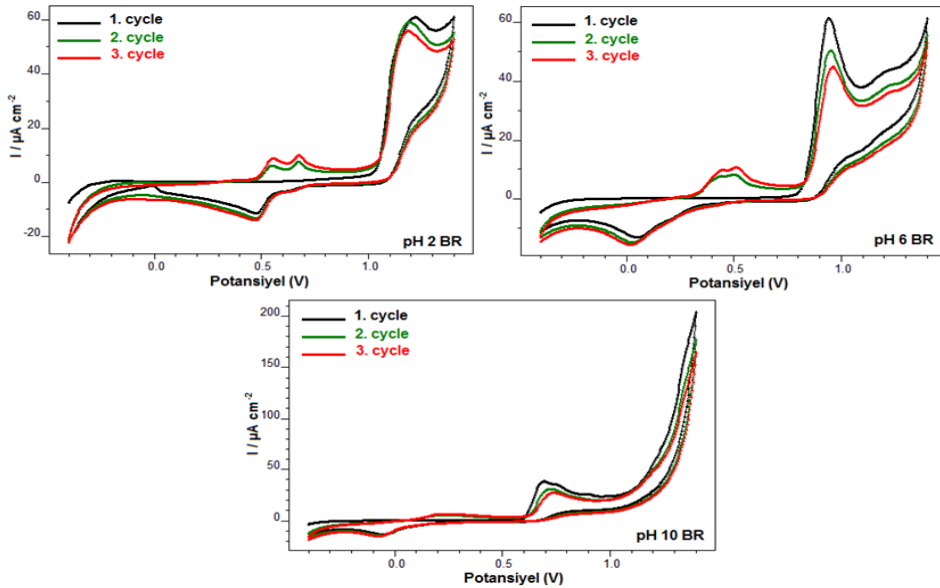 60
40
20
0
-20
I / µA cm⁻²
1. cycle
2. cycle
3. cycle
pH 2 BR
0.0 0.5 1.0
Potansiyel (V)
60
40
20
0
I / µA cm⁻²
1. cycle
2. cycle
3. cycle
pH 6 BR
0.0 0.5 1.0
Potansiyel (V)
200
150
100
50
0
I / µA cm⁻²
1. cycle
2. cycle
3. cycle
pH 10 BR
0.0 0.5 1.0
Potansiyel (V)